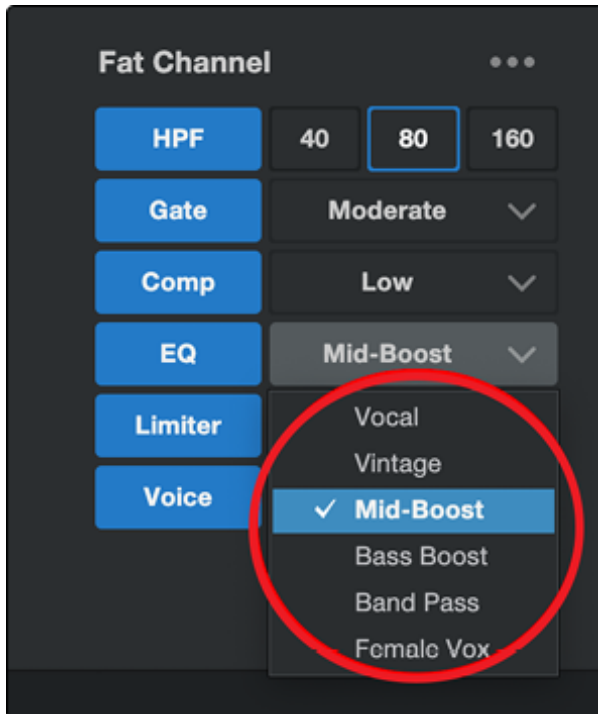 Fat Channel
HPF 40 80 160
Gate Moderate
Comp Low
EQ Mid-Boost
Limiter
Voice
Vocal
Vintage
Mid-Boost
Bass Boost
Band Pass
Female Vox